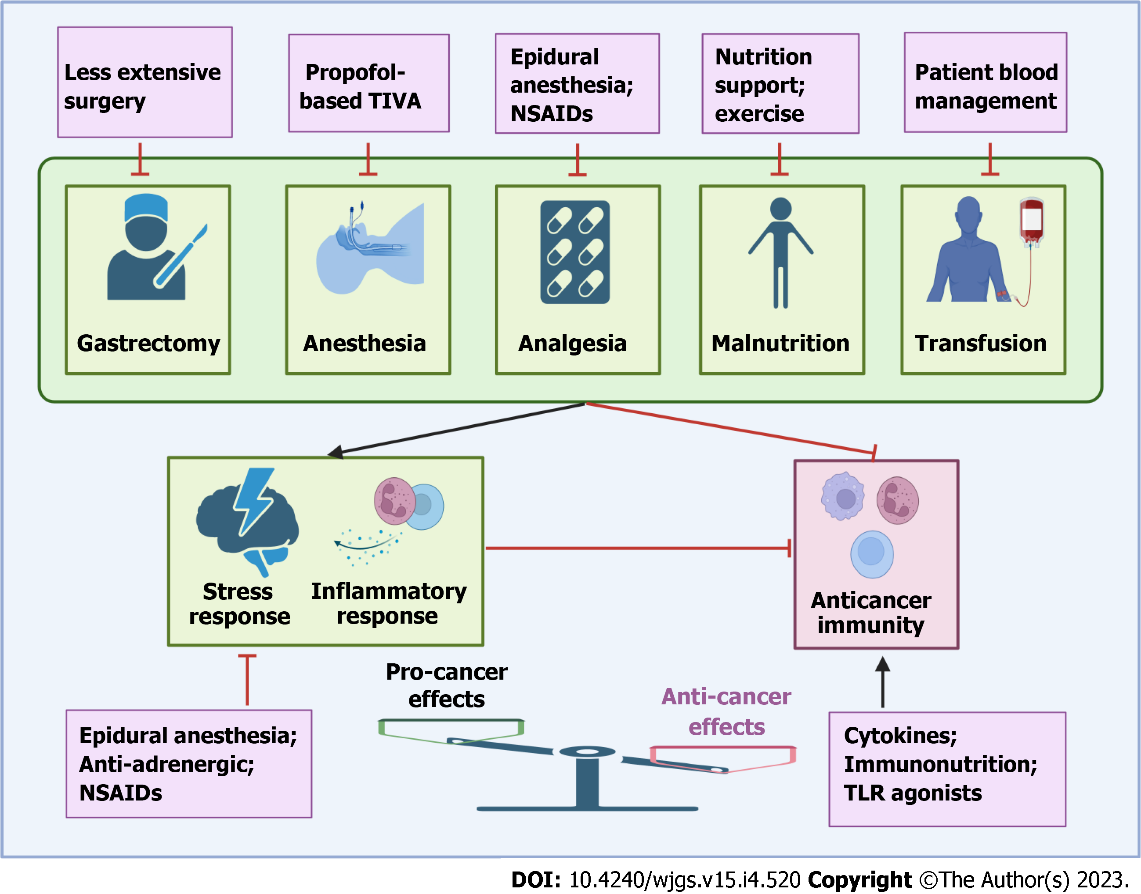 Less extensive
surgery
Propofol-
based TIVA
Epidural
anesthesia;
NSAIDs
Nutrition
support;
exercise
Patient blood
management
Gastrectomy
Anesthesia
Analgesia
Malnutrition
Transfusion
Stress
response
Inflammatory
response
Anticancer
immunity
Pro-cancer
effects
Anti-cancer
effects
Epidural anesthesia;
Anti-adrenergic;
NSAIDs
Cytokines;
Immunonutrition;
TLR agonists
DOI: 10.4240/wjgs.v15.i4.520 Copyright ©The Author(s) 2023.